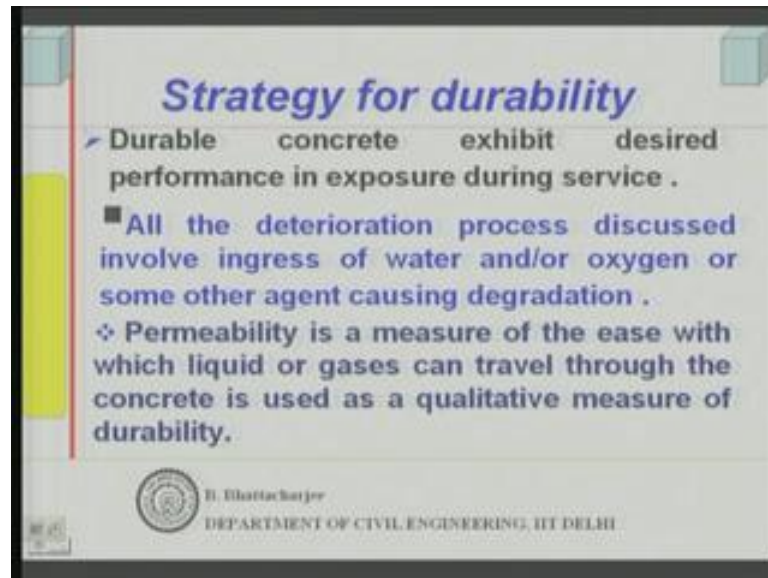 Strategy for durability
Durable concrete exhibit desired
performance in exposure during service .
All the deterioration process discussed
involve ingress of water and/or oxygen or
some other agent causing degradation .
Permeability is a measure of the ease with
which liquid or gases can travel through the
concrete is used as a qualitative measure of
durability.
B. Bhattacharjee
DEPARTMENT OF CIVIL ENGINEERING, IIT DELHI